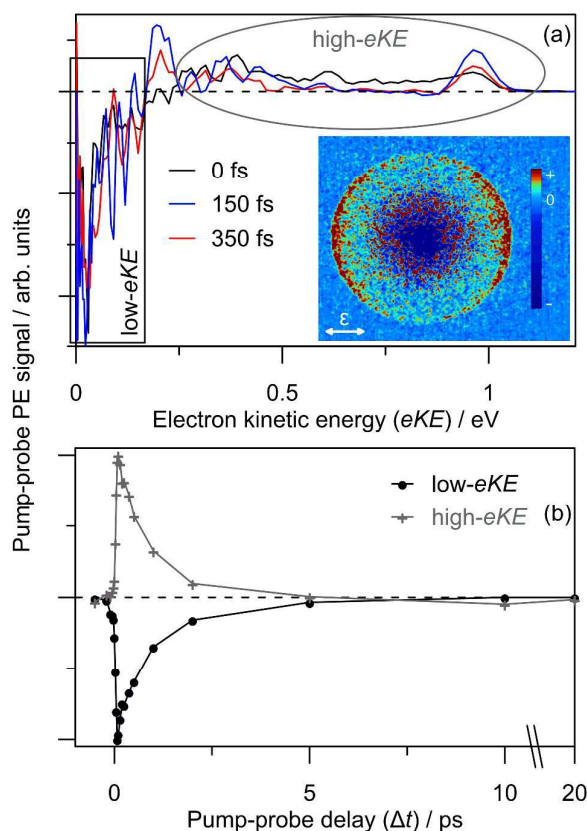 (a)
high-eKE
0 fs
150 fs
350 fs
low-eKE
+
0
–
ε
0
0.5
1
Electron kinetic energy (eKE) / eV
Pump-probe PE signal / arb. units
low-eKE
high-eKE
(b)
0
5
10
20
Pump-probe delay (Δt) / ps